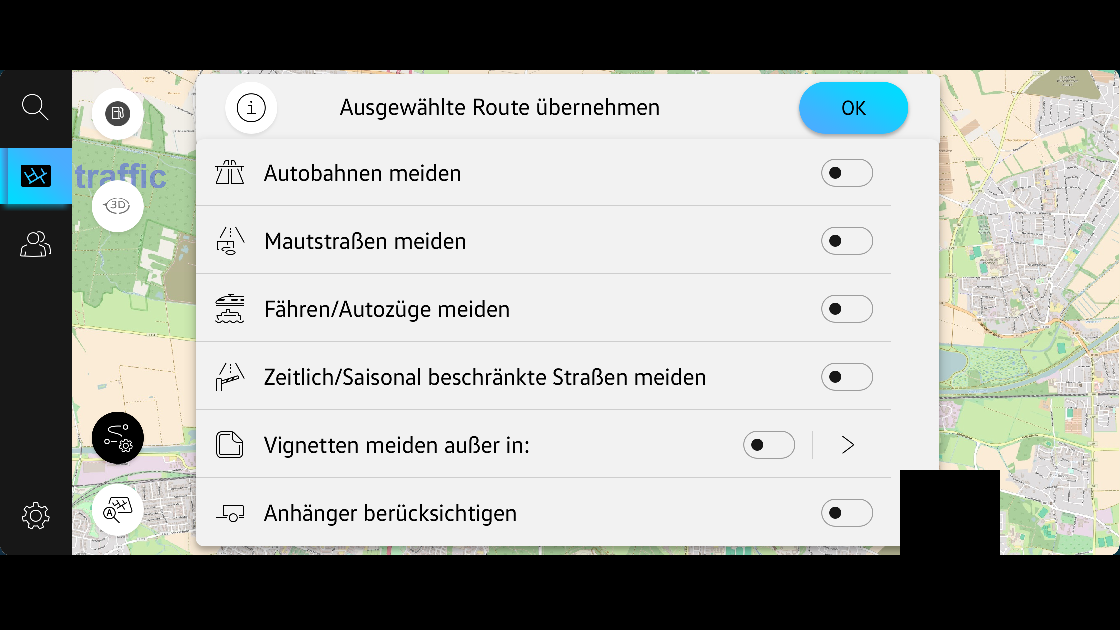 Ausgewählte Route übernehmen
OK
traffic
Autobahnen meiden
3D
Mautstraßen meiden
Fähren/Autozüge meiden
Zeitlich/Saisonal beschränkte Straßen meiden
Vignetten meiden außer in:
A
Anhänger berücksichtigen